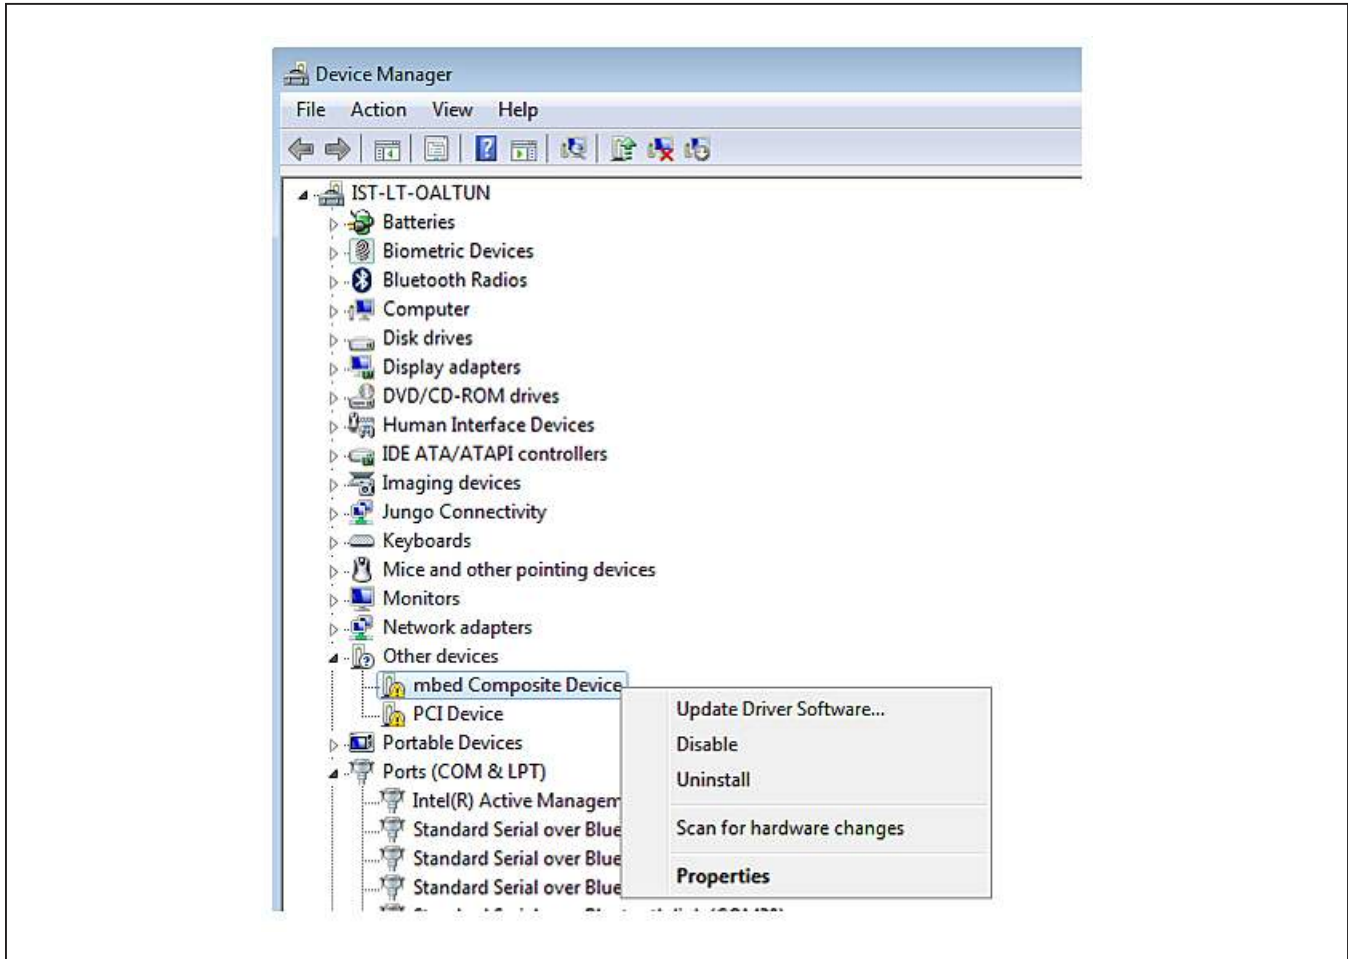 Device Manager
File Action View Help
IST-LT-OALTUN
Batteries
Biometric Devices
Bluetooth Radios
Computer
Disk drives
Display adapters
DVD/CD-ROM drives
Human Interface Devices
IDE ATA/ATAPI controllers
Imaging devices
Jungo Connectivity
Keyboards
Mice and other pointing devices
Monitors
Network adapters
Other devices
mbed Composite Device
PCI Device
Portable Devices
Ports (COM & LPT)
Intel(R) Active Managem
Standard Serial over Blue
Standard Serial over Blue
Standard Serial over Blue
Update Driver Software...
Disable
Uninstall
Scan for hardware changes
Properties